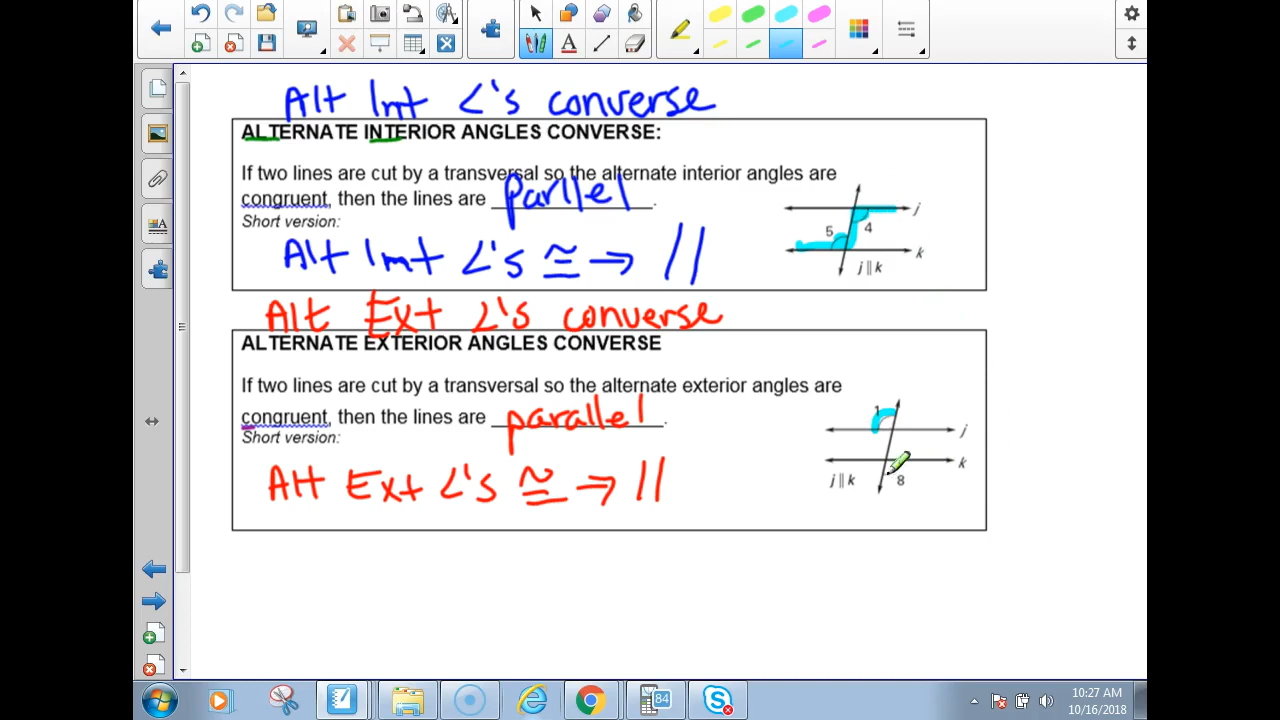 Alt Int ∠'s converse
ALTERNATE INTERIOR ANGLES CONVERSE:
If two lines are cut by a transversal so the alternate interior angles are
congruent, then the lines are parllel.
Short version:
Alt Int ∠'s ≅ → //
5 4
j
k
j || k
Alt Ext ∠'s converse
ALTERNATE EXTERIOR ANGLES CONVERSE
If two lines are cut by a transversal so the alternate exterior angles are
congruent, then the lines are parallel.
Short version:
Alt Ext ∠'s ≅ → //
1
j
k
j || k 8
84
10:27 AM
10/16/2018